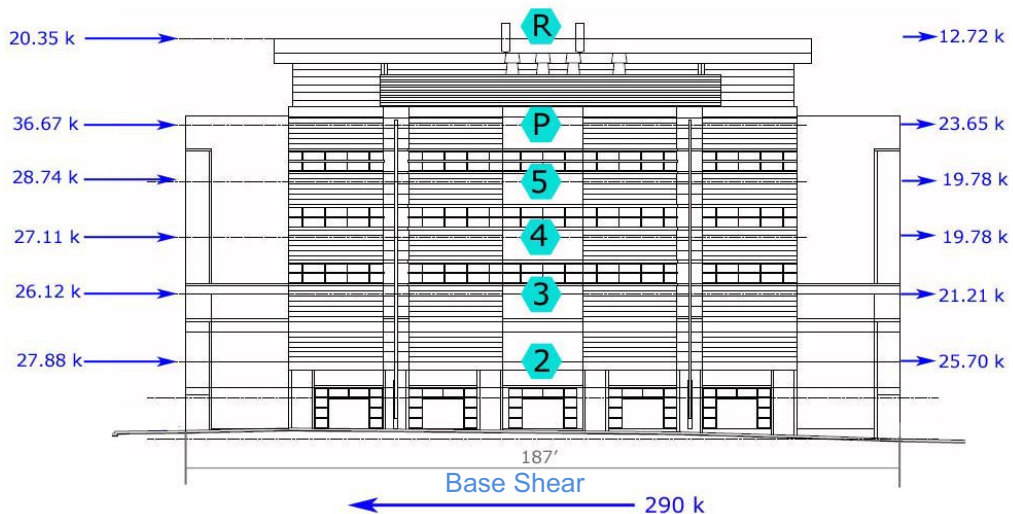 R
20.35 k
12.72 k
P
36.67 k
23.65 k
5
28.74 k
19.78 k
4
27.11 k
19.78 k
3
26.12 k
21.21 k
2
27.88 k
25.70 k
187'
Base Shear
290 k